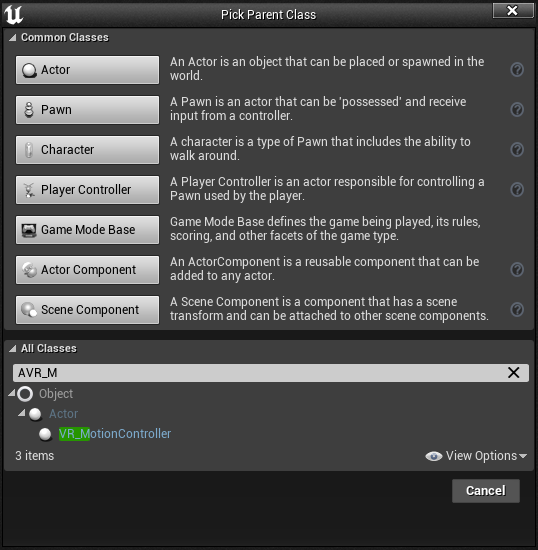 Pick Parent Class
Common Classes
Actor
An Actor is an object that can be placed or spawned in the
world.
Pawn
A Pawn is an actor that can be 'possessed' and receive
input from a controller.
Character
A character is a type of Pawn that includes the ability to
walk around.
Player Controller
A Player Controller is an actor responsible for controlling a
Pawn used by the player.
Game Mode Base
Game Mode Base defines the game being played, its rules,
scoring, and other facets of the game type.
Actor Component
An ActorComponent is a reusable component that can be
added to any actor.
Scene Component
A Scene Component is a component that has a scene
transform and can be attached to other scene components.
All Classes
AVR_M
Object
Actor
VR_MotionController
3 items
View Options
Cancel